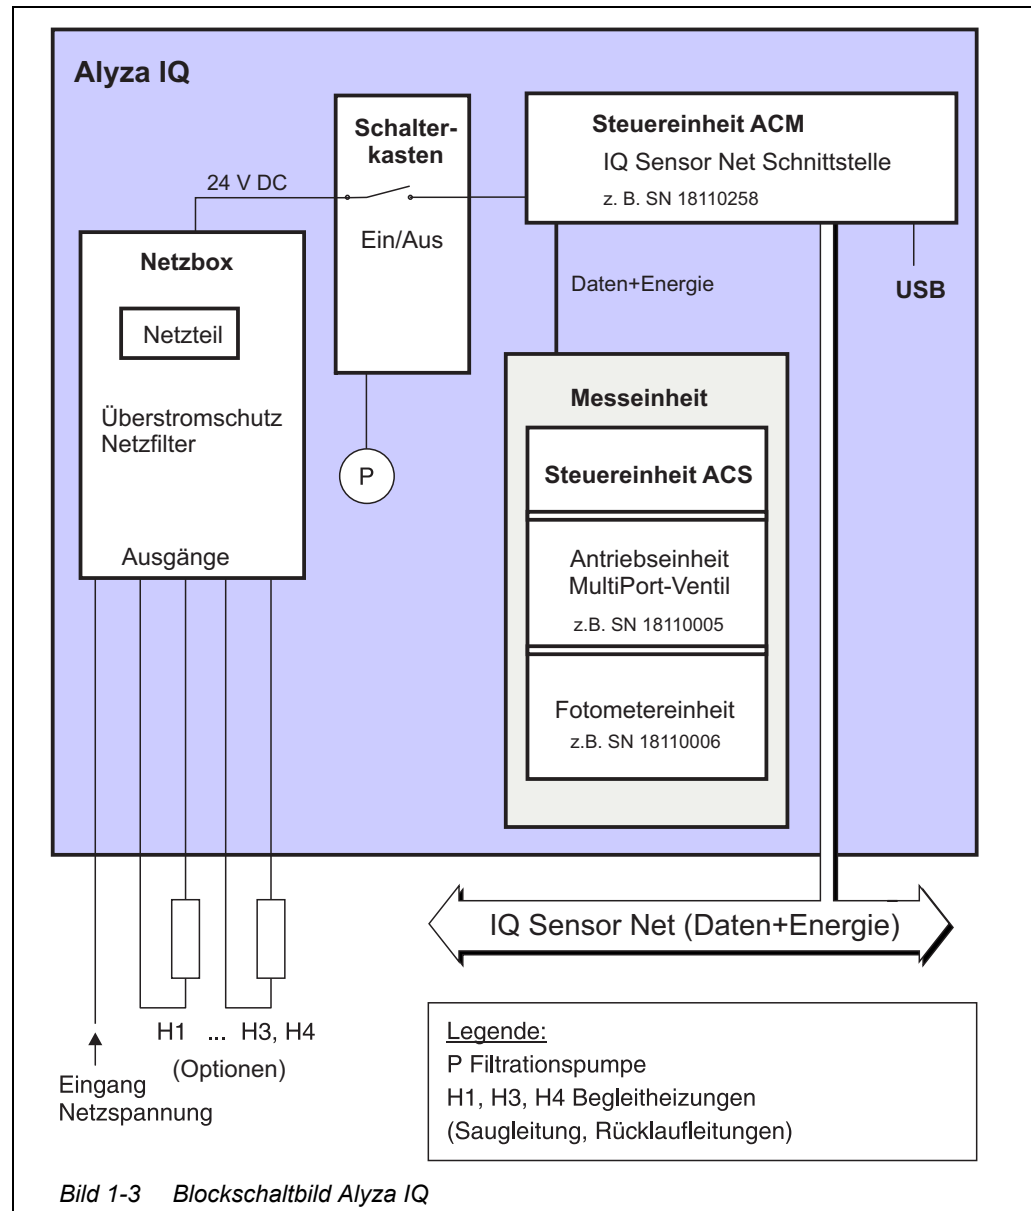 Alyza IQ
Schalter-
kasten
Ein/Aus
24 V DC
Steuereinheit ACM
IQ Sensor Net Schnittstelle
z. B. SN 18110258
Netzbox
Netzteil
Überstromschutz
Netzfilter
Ausgänge
P
Daten+Energie
USB
Messeinheit
Steuereinheit ACS
Antriebseinheit
MultiPort-Ventil
z.B. SN 18110005
Fotometereinheit
z.B. SN 18110006
IQ Sensor Net (Daten+Energie)
H1 ... H3, H4
(Optionen)
Eingang
Netzspannung
Legende:
P Filtrationspumpe
H1, H3, H4 Begleitheizungen
(Saugleitung, Rücklaufleitungen)
Bild 1-3 Blockschaltbild Alyza IQ